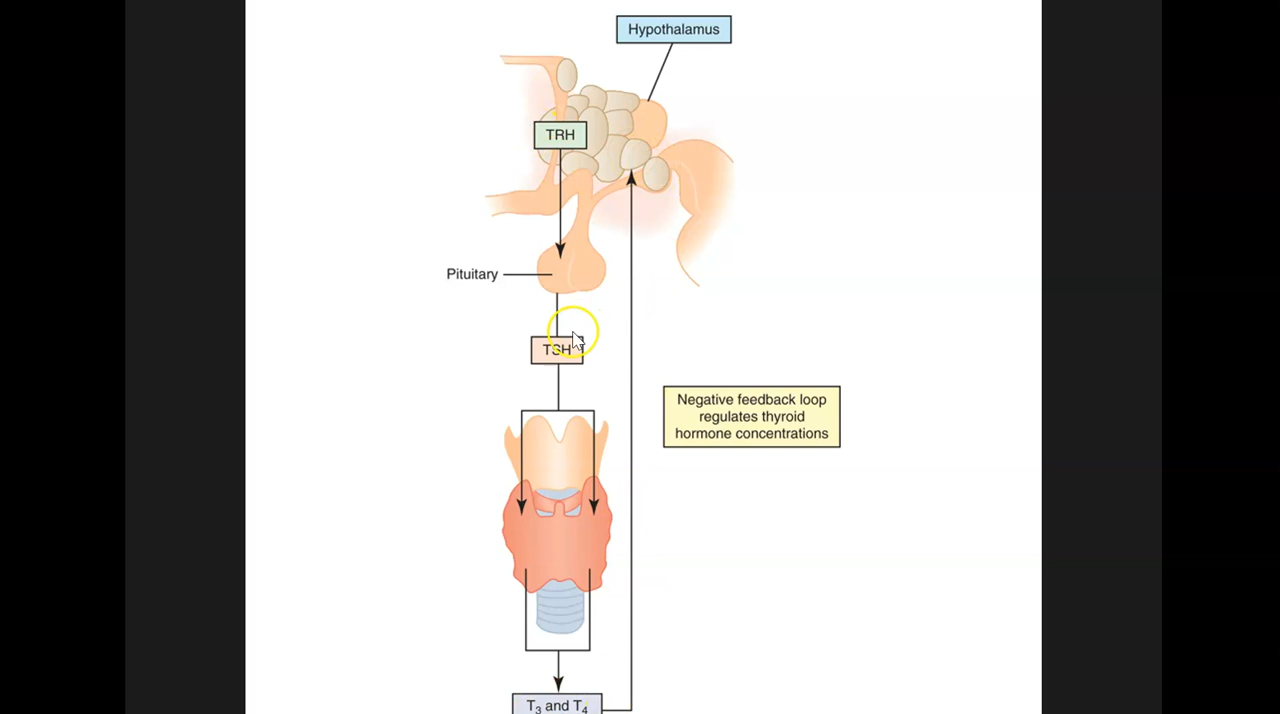 Hypothalamus
TRH
Pituitary
TSH
Negative feedback loop
regulates thyroid
hormone concentrations
T₃ and T₄